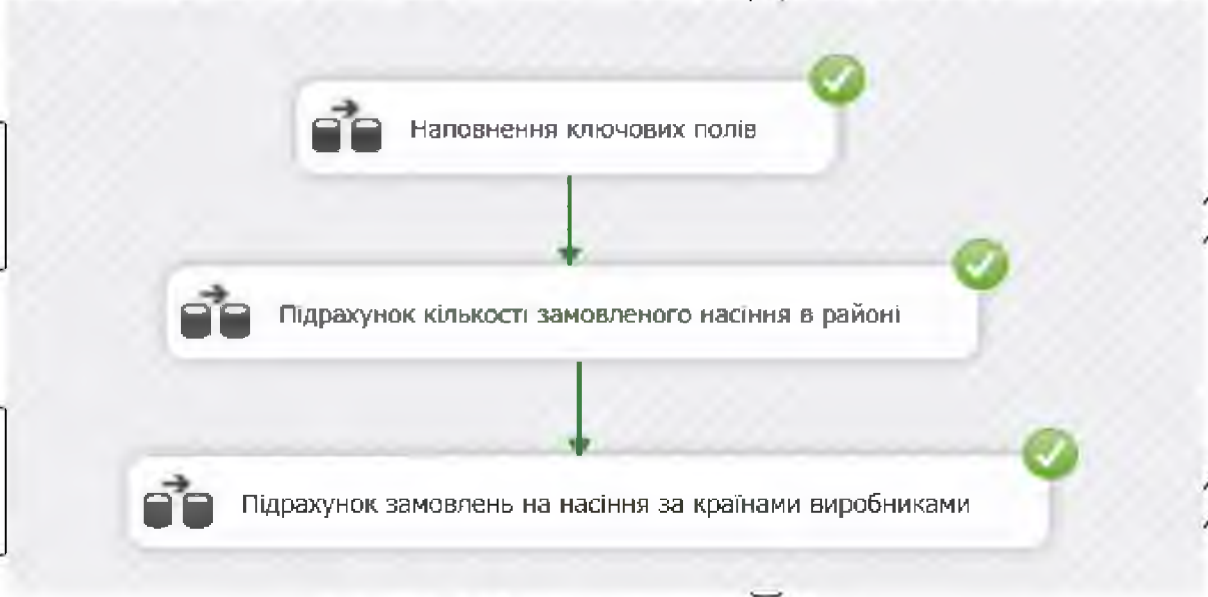 Наповнення ключових полів
Підрахунок кількості замовленого насіння в районі
Підрахунок замовлень на насіння за країнами виробниками